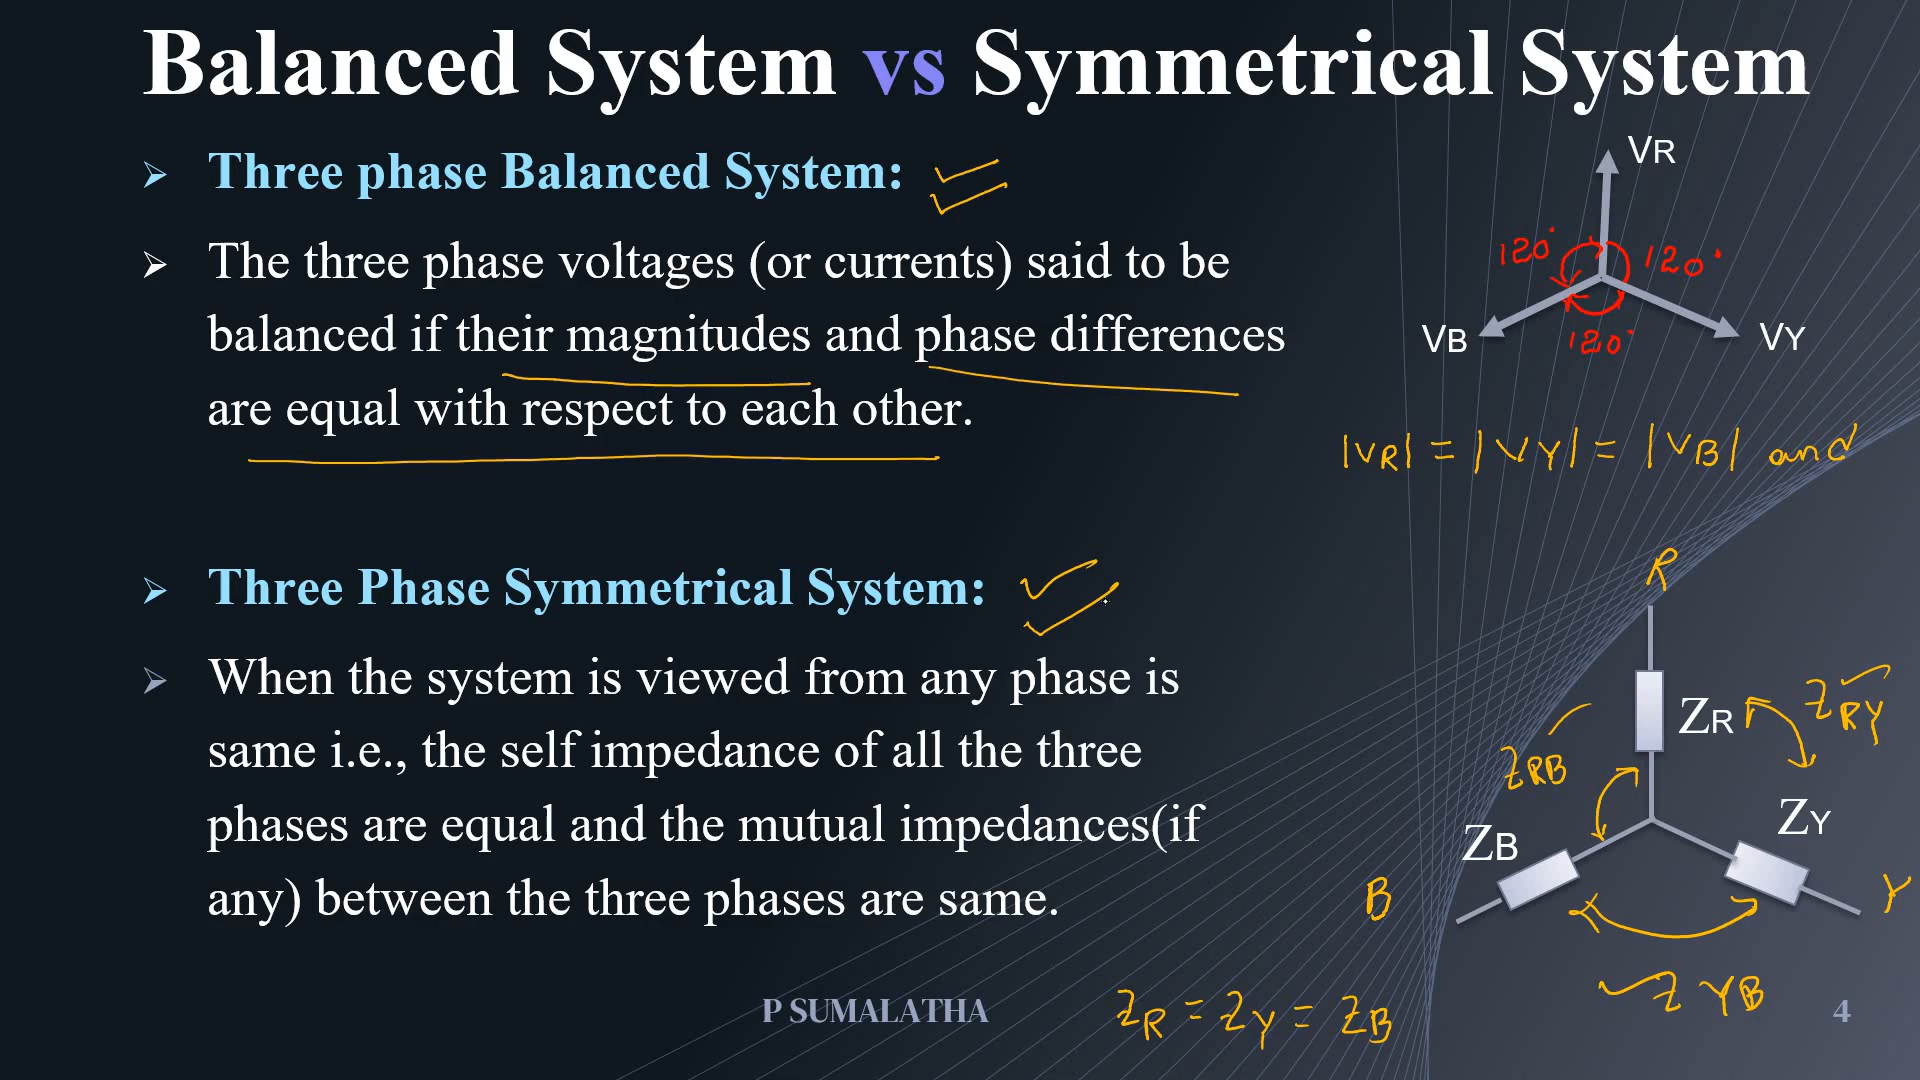 Balanced System vs Symmetrical System
Three phase Balanced System:
The three phase voltages (or currents) said to be
balanced if their magnitudes and phase differences
are equal with respect to each other.
VR
120°
120°
VB
120°
VY
|VR| = |VY| = |VB| and
Three Phase Symmetrical System:
When the system is viewed from any phase is
same i.e., the self impedance of all the three
phases are equal and the mutual impedances(if
any) between the three phases are same.
R
ZR
ZRY
ZRB
ZB
ZY
B
Y
ZYB
ZR = ZY = ZB
P SUMALATHA
4